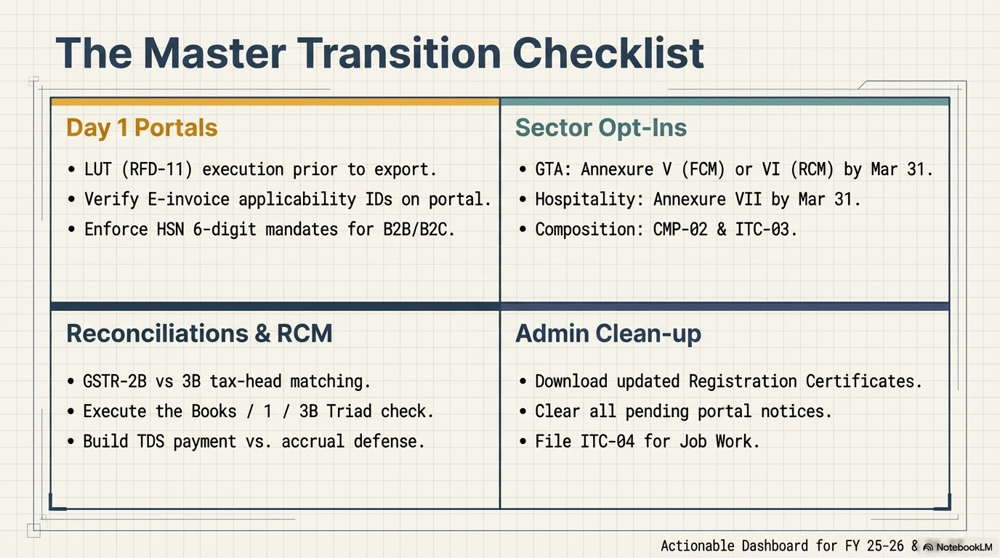 The Master Transition Checklist
Day 1 Portals
• LUT (RFD-11) execution prior to export.
• Verify E-invoice applicability IDs on portal.
• Enforce HSN 6-digit mandates for B2B/B2C.
Sector Opt-Ins
• GTA: Annexure V (FCM) or VI (RCM) by Mar 31.
• Hospitality: Annexure VII by Mar 31.
• Composition: CMP-02 & ITC-03.
Reconciliations & RCM
• GSTR-2B vs 3B tax-head matching.
• Execute the Books / 1 / 3B Triad check.
• Build TDS payment vs. accrual defense.
Admin Clean-up
• Download updated Registration Certificates.
• Clear all pending portal notices.
• File ITC-04 for Job Work.
Actionable Dashboard for FY 25-26 &
NotebookLM